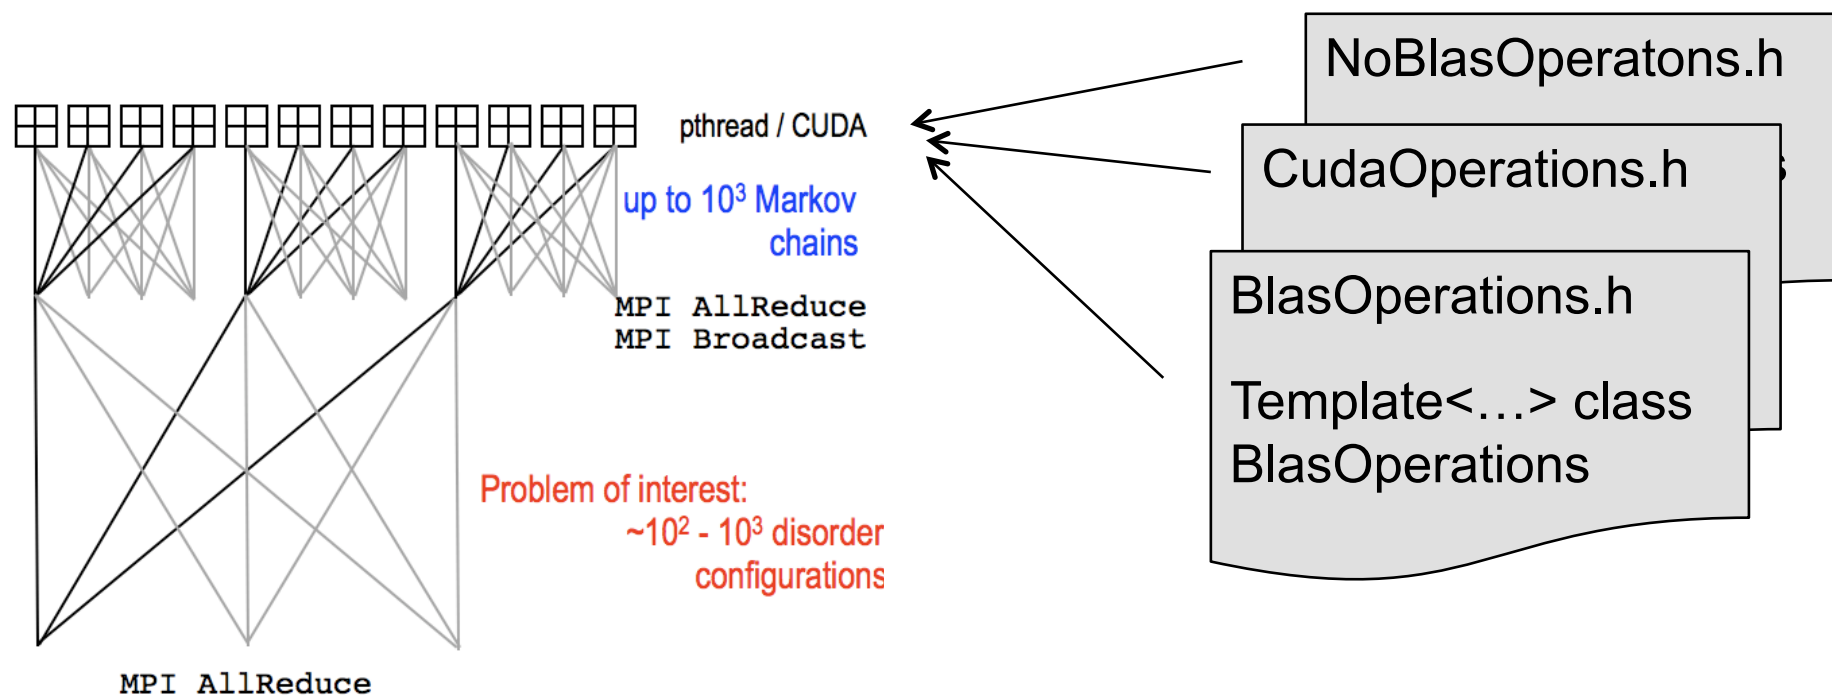 pthread / CUDA
up to 10³ Markov
chains
MPI AllReduce
MPI Broadcast
Problem of interest:
~10² - 10³ disorder
configurations
MPI AllReduce
NoBlasOperatons.h
CudaOperations.h
BlasOperations.h
Template<…> class
BlasOperations